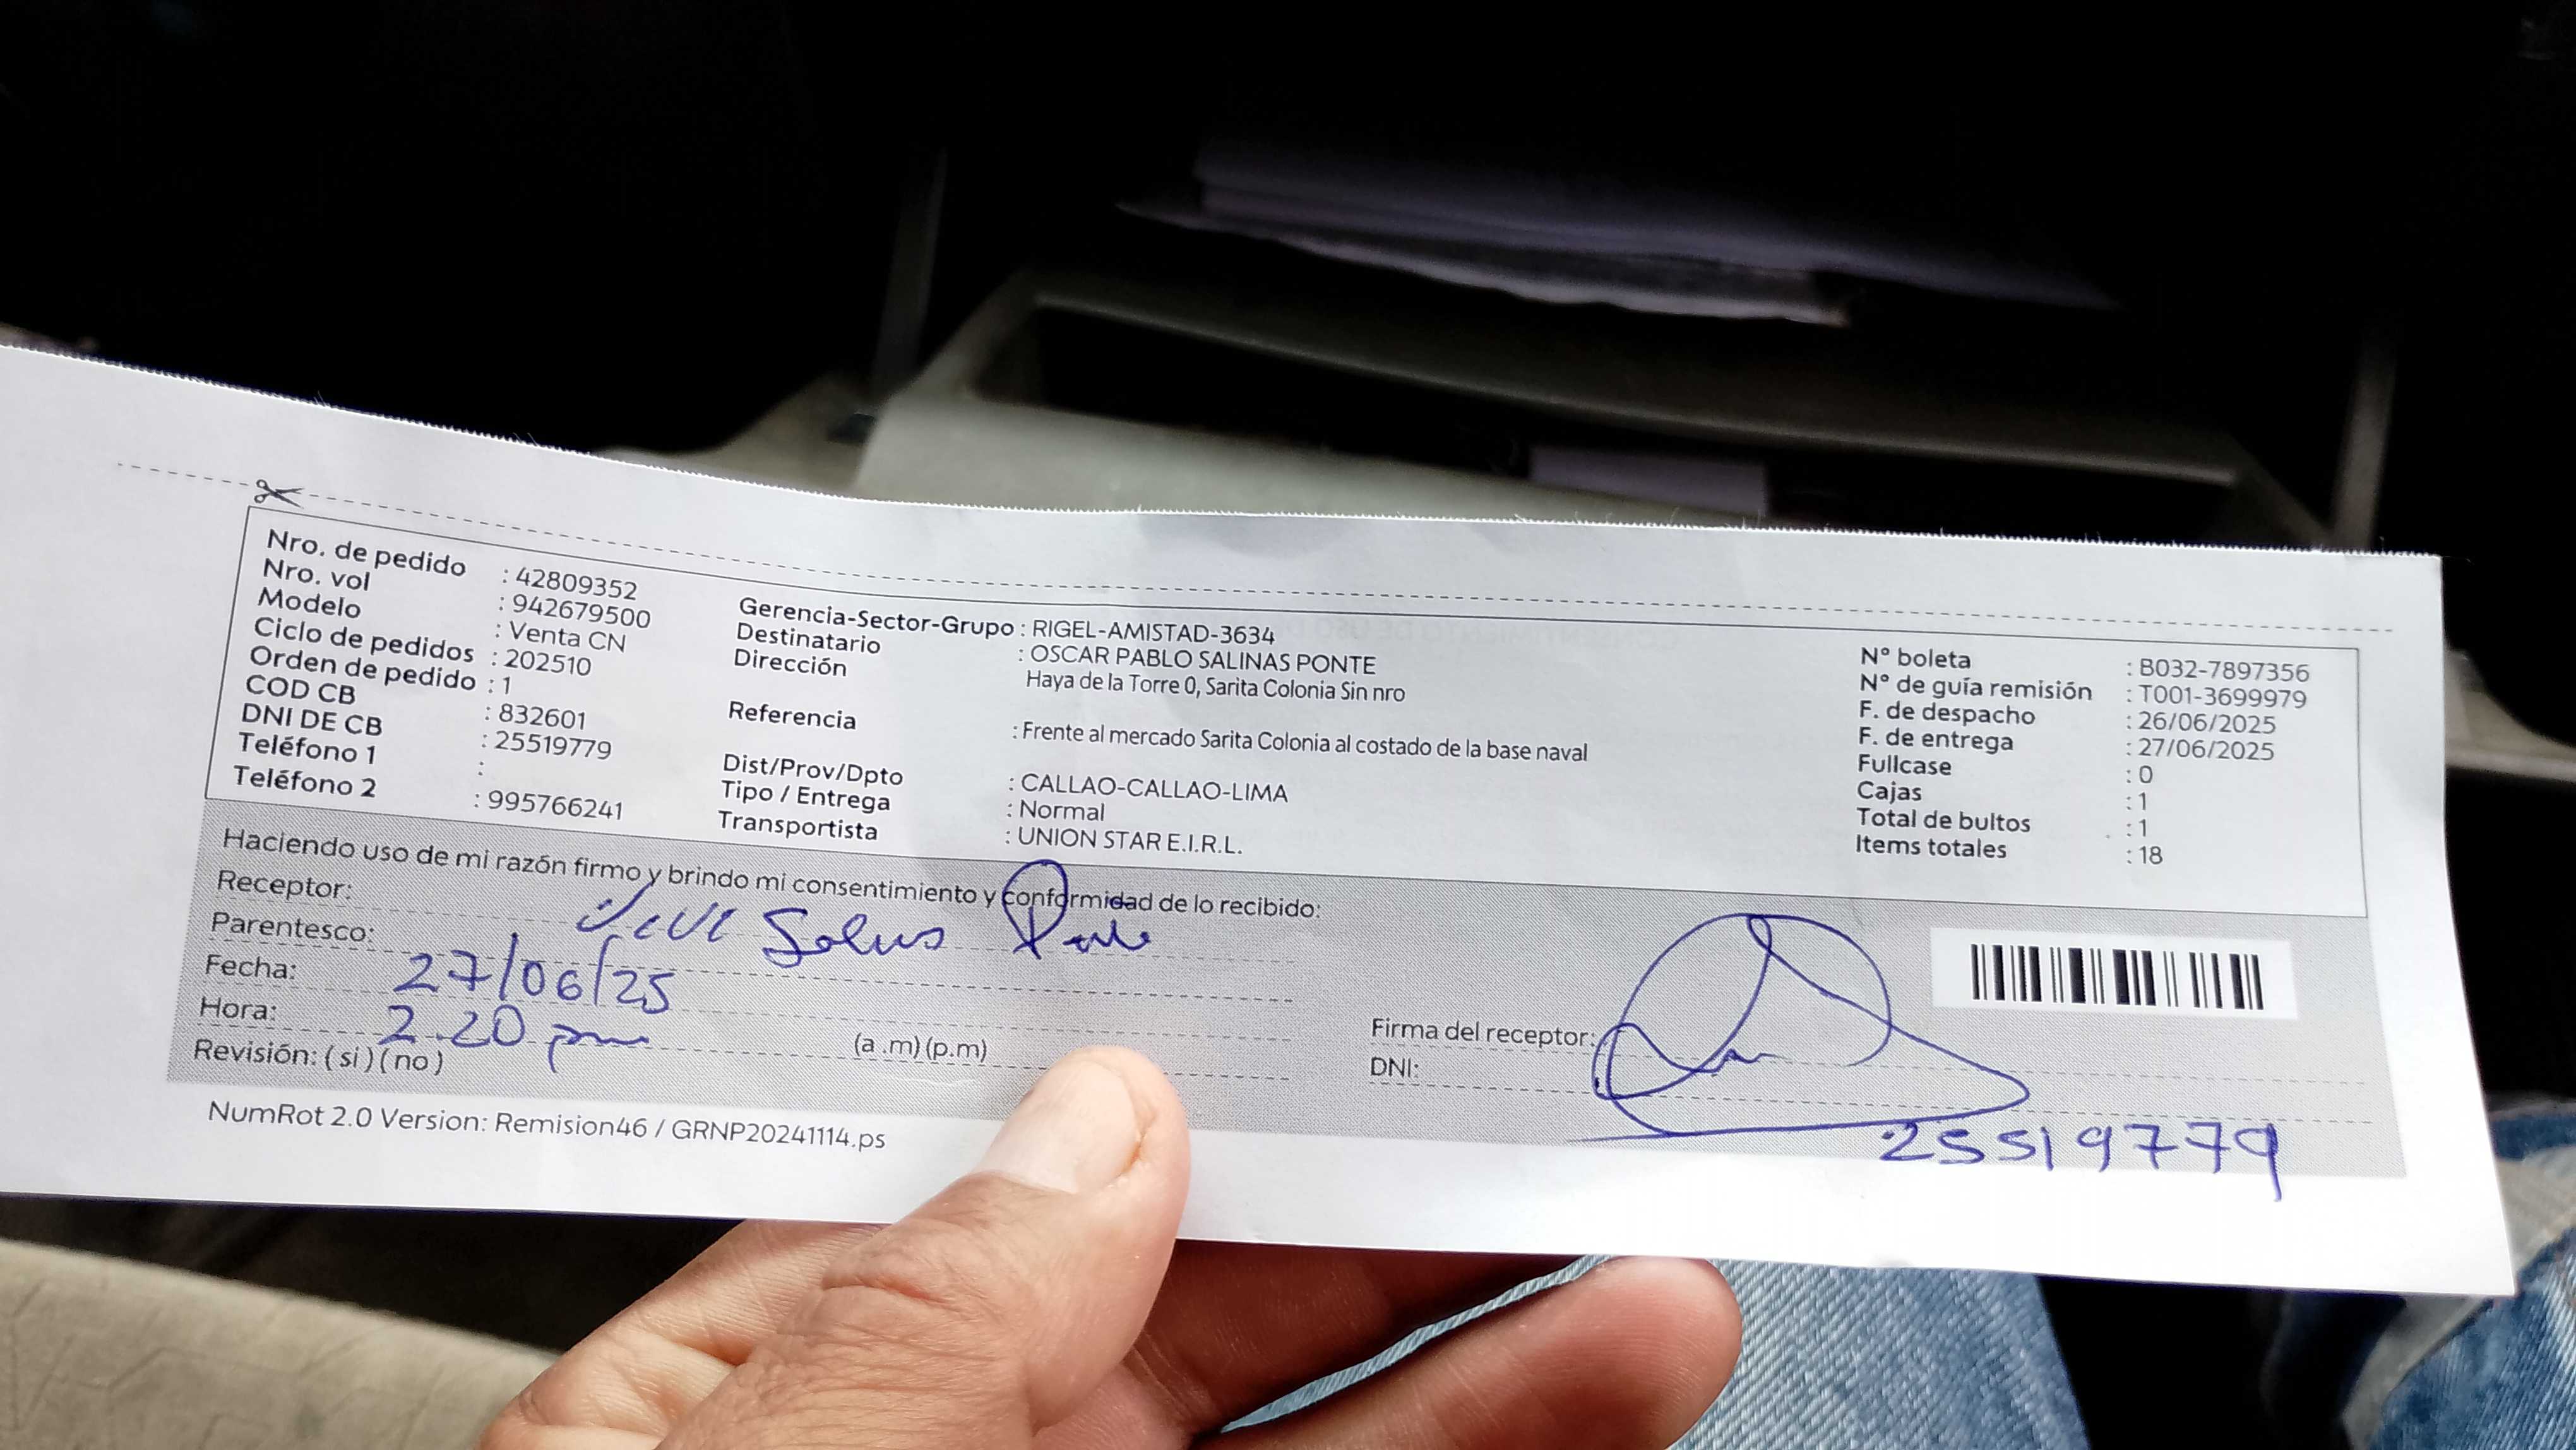 Nro. de pedido : 42809352
Nro. vol : 942679500
Modelo : Venta CN
Ciclo de pedidos : 202510
Orden de pedido : 1
COD CB : 832601
DNI DE CB : 25519779
Teléfono 1 :
Teléfono 2 : 995766241
Gerencia-Sector-Grupo : RIGEL-AMISTAD-3634
Destinatario : OSCAR PABLO SALINAS PONTE
Dirección Haya de la Torre 0, Sarita Colonia Sin nro
Referencia : Frente al mercado Sarita Colonia al costado de la base naval
Dist/Prov/Dpto : CALLAO-CALLAO-LIMA
Tipo / Entrega : Normal
Transportista : UNION STAR E.I.R.L.
N° boleta : B032-7897356
N° de guía remisión : T001-3699979
F. de despacho : 26/06/2025
F. de entrega : 27/06/2025
Fullcase : 0
Cajas : 1
Total de bultos : 1
Items totales : 18
Haciendo uso de mi razón firmo y brindo mi consentimiento y conformidad de lo recibido:
Receptor:
Parentesco:
Fecha: 27/06/25
Hora: 2.20 pm (a .m) (p.m)
Revisión: ( si ) ( no )
Firma del receptor:
DNI: 25519779
NumRot 2.0 Version: Remision46 / GRNP20241114.ps